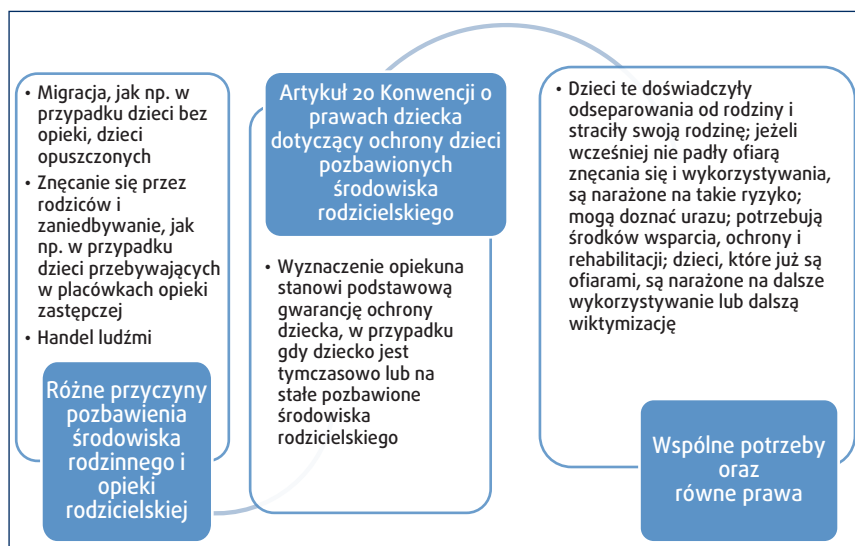 • Migracja, jak np. w
przypadku dzieci bez
opieki, dzieci
opuszczonych
• Znęcanie się przez
rodziców i
zaniedbywanie, jak
np. w przypadku
dzieci przebywających
w placówkach opieki
zastępczej
• Handel ludźmi
Różne przyczyny
pozbawienia
środowiska
rodzinnego i
opieki
rodzicielskiej
Artykuł 20 Konwencji o
prawach dziecka
dotyczący ochrony dzieci
pozbawionych
środowiska
rodzicielskiego
• Wyznaczenie opiekuna
stanowi podstawową
gwarancję ochrony
dziecka, w przypadku
gdy dziecko jest
tymczasowo lub na
stałe pozbawione
środowiska
rodzicielskiego
• Dzieci te doświadczyły
odseparowania od rodziny i
straciły swoją rodzinę; jeżeli
wcześniej nie padły ofiarą
znęcania się i wykorzystywania,
są narażone na takie ryzyko;
mogą doznać urazu; potrzebują
środków wsparcia, ochrony i
rehabilitacji; dzieci, które już są
ofiarami, są narażone na dalsze
wykorzystywanie lub dalszą
wiktymizację
Wspólne potrzeby
oraz
równe prawa